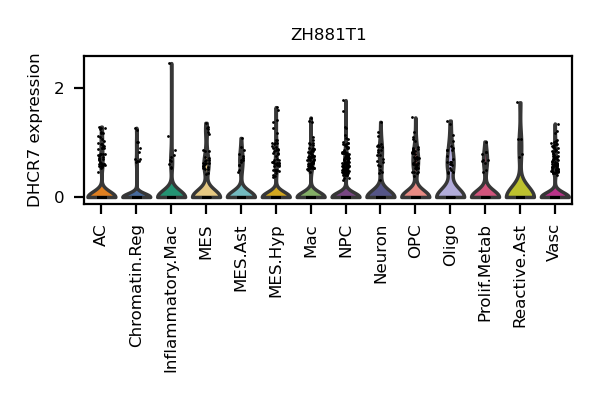 ZH881T1
DHCR7 expression
2
0
AC
Chromatin.Reg
Inflammatory.Mac
MES
MES.Ast
MES.Hyp
Mac
NPC
Neuron
OPC
Oligo
Prolif.Metab
Reactive.Ast
Vasc